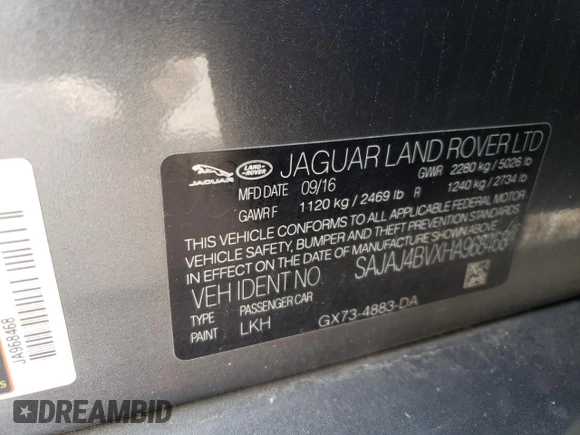 JAGUAR
LAND-
ROVER
JAGUAR LAND ROVER LTD
MFD DATE 09/16 GVWR 2280 kg / 5026 lb
GAWR F 1120 kg / 2469 lb R 1240 kg / 2734 lb
THIS VEHICLE CONFORMS TO ALL APPLICABLE FEDERAL MOTOR
VEHICLE SAFETY, BUMPER AND THEFT PREVENTION STANDARDS
IN EFFECT ON THE DATE OF MANUFACTURE SHOWN ABOVE.
VEH IDENT NO. SAJAJ4BVXHA968468
TYPE PASSENGER CAR
PAINT LKH GX73-4883-DA
JA968468
DREAMBID